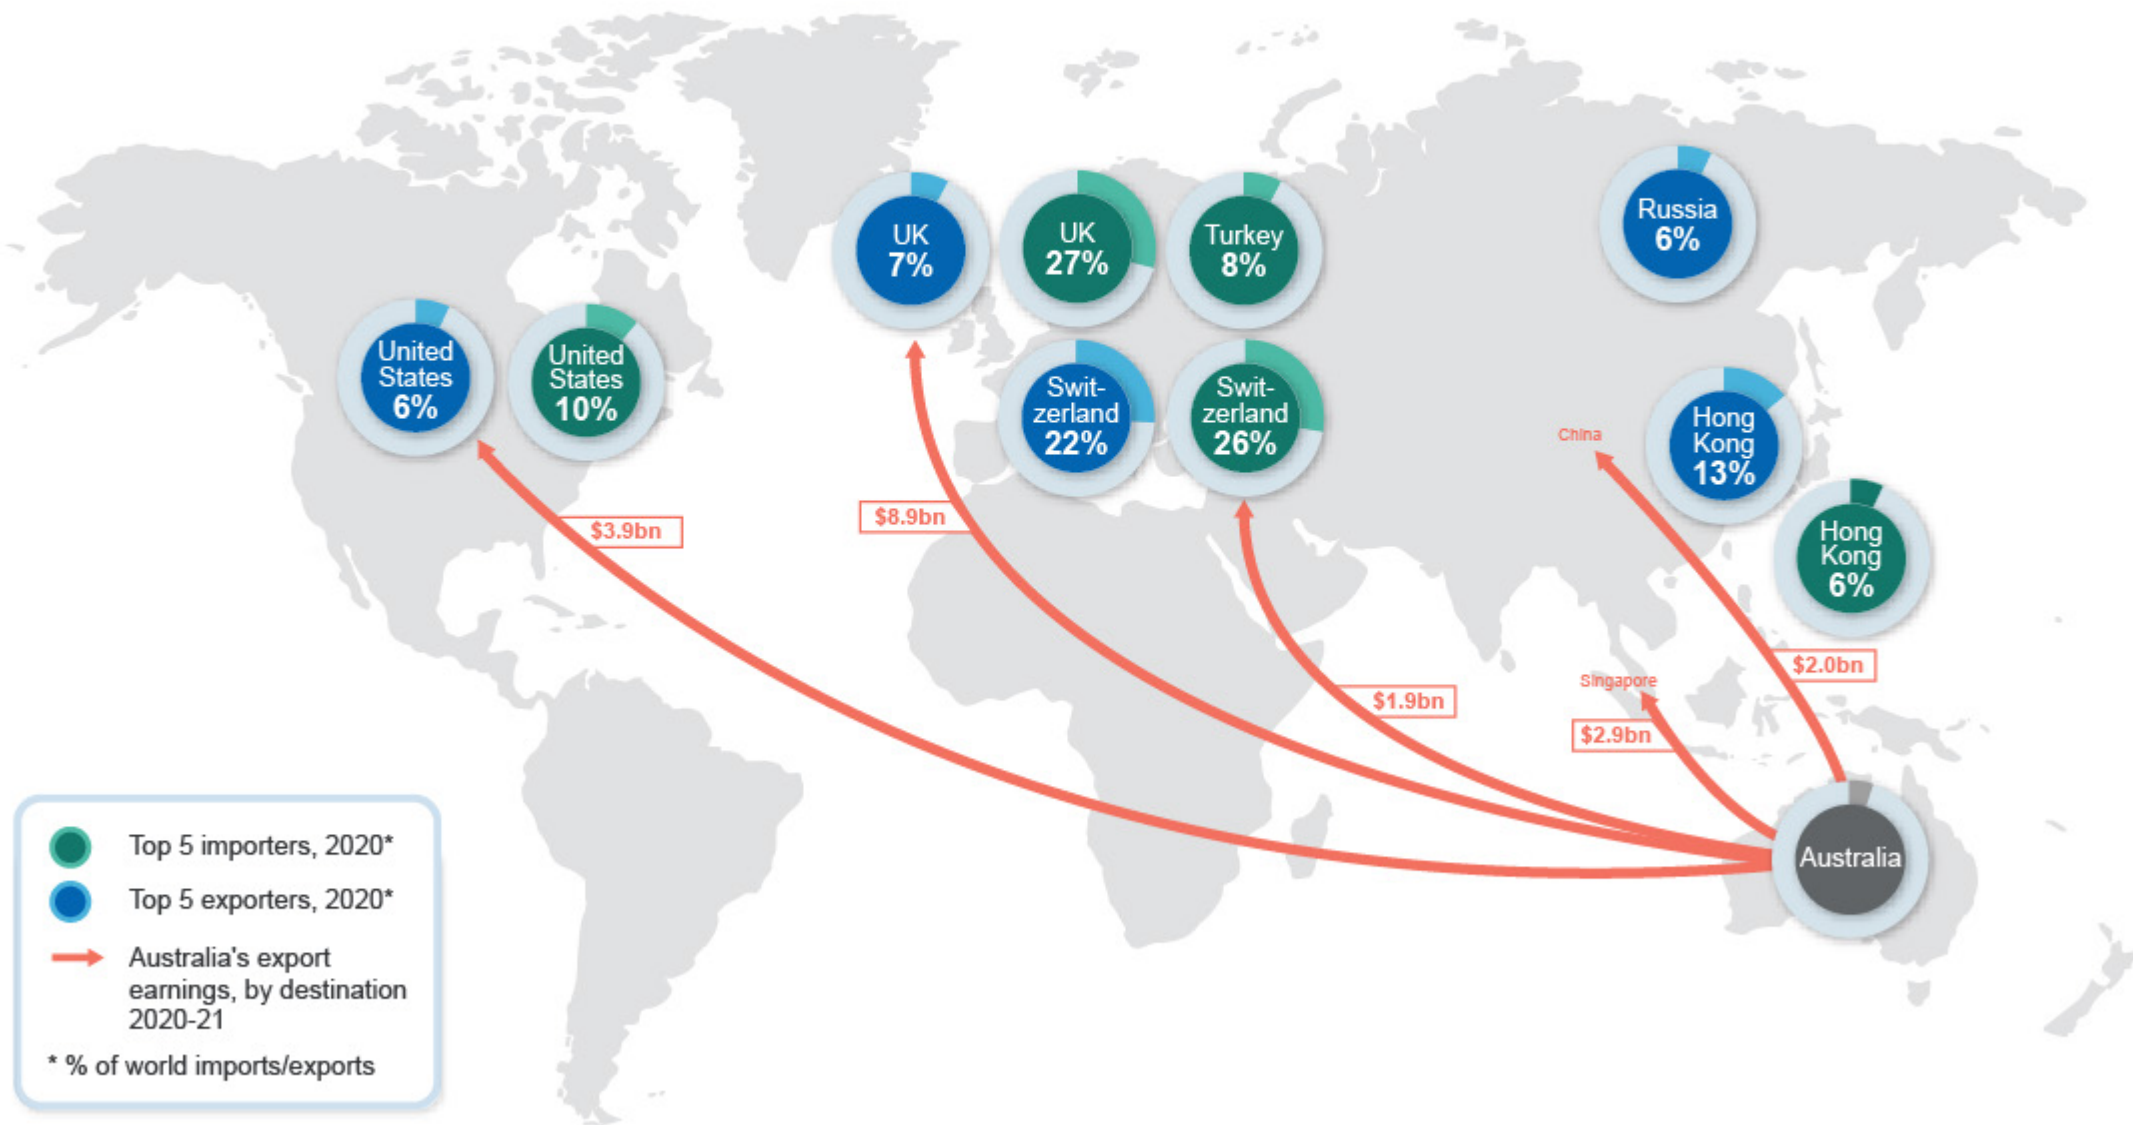 UK
7%
UK
27%
Turkey
8%
Russia
6%
United
States
6%
United
States
10%
Swit-
zerland
22%
Swit-
zerland
26%
China
Hong
Kong
13%
Hong
Kong
6%
$3.9bn
$8.9bn
$1.9bn
Singapore
$2.9bn
$2.0bn
Australia
Top 5 importers, 2020*
Top 5 exporters, 2020*
Australia's export
earnings, by destination
2020-21
* % of world imports/exports